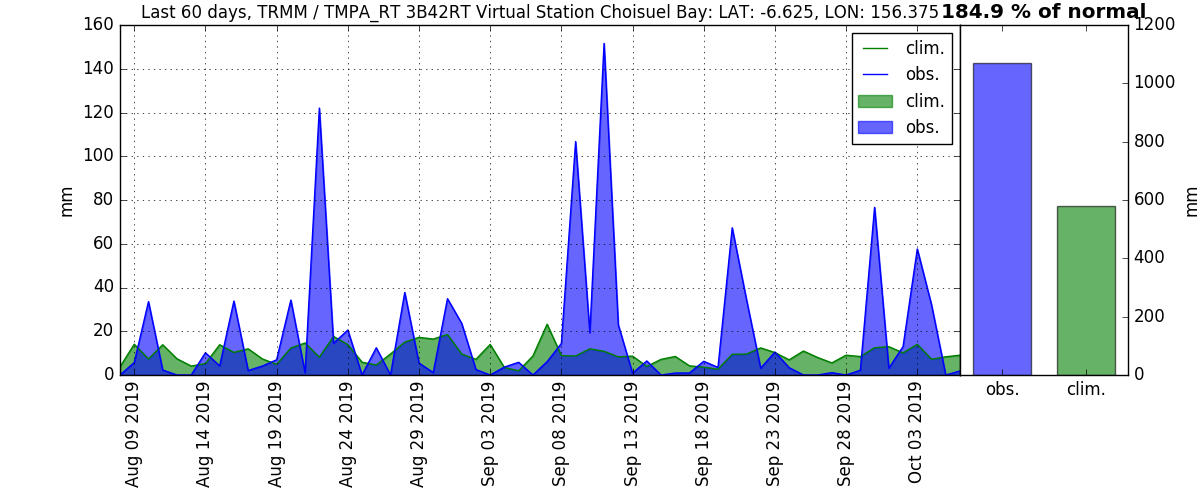 Last 60 days, TRMM / TMPA_RT 3B42RT Virtual Station Choisuel Bay: LAT: -6.625, LON: 156.375 184.9 % of normal
160
140
120
100
80
60
40
20
0
mm
clim.
obs.
clim.
obs.
1200
1000
800
600
400
200
0
mm
Aug 09 2019
Aug 14 2019
Aug 19 2019
Aug 24 2019
Aug 29 2019
Sep 03 2019
Sep 08 2019
Sep 13 2019
Sep 18 2019
Sep 23 2019
Sep 28 2019
Oct 03 2019
obs.
clim.